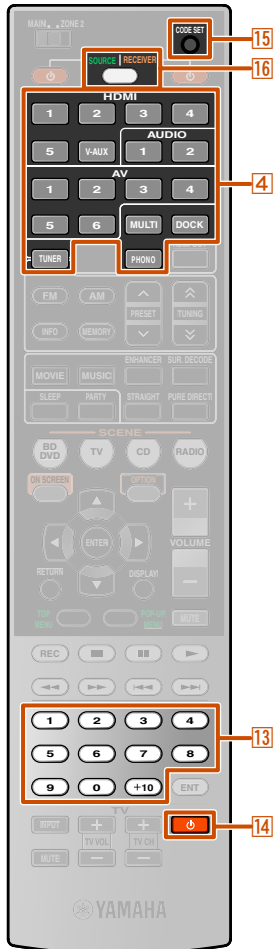 MAIN ZONE 2
CODE SET
15
SOURCE RECEIVER
16
HDMI
1 2 3 4
AUDIO
5 V-AUX 1 2
AV
1 2 3 4
4
5 6 MULTI DOCK
TUNER PHONO
FM AM
PRESET TUNING
INFO MEMORY
ENHANCER SUR. DECODE
MOVIE MUSIC
SLEEP PARTY STRAIGHT PURE DIRECT
SCENE
BD DVD TV CD RADIO
ON SCREEN OPTION
ENTER
VOLUME
RETURN DISPLAY
TOP MENU POP-UP MENU MUTE
REC
1 2 3 4
13
5 6 7 8
9 0 +10 ENT
TV
INPUT TV VOL TV CH
14
MUTE
YAMAHA